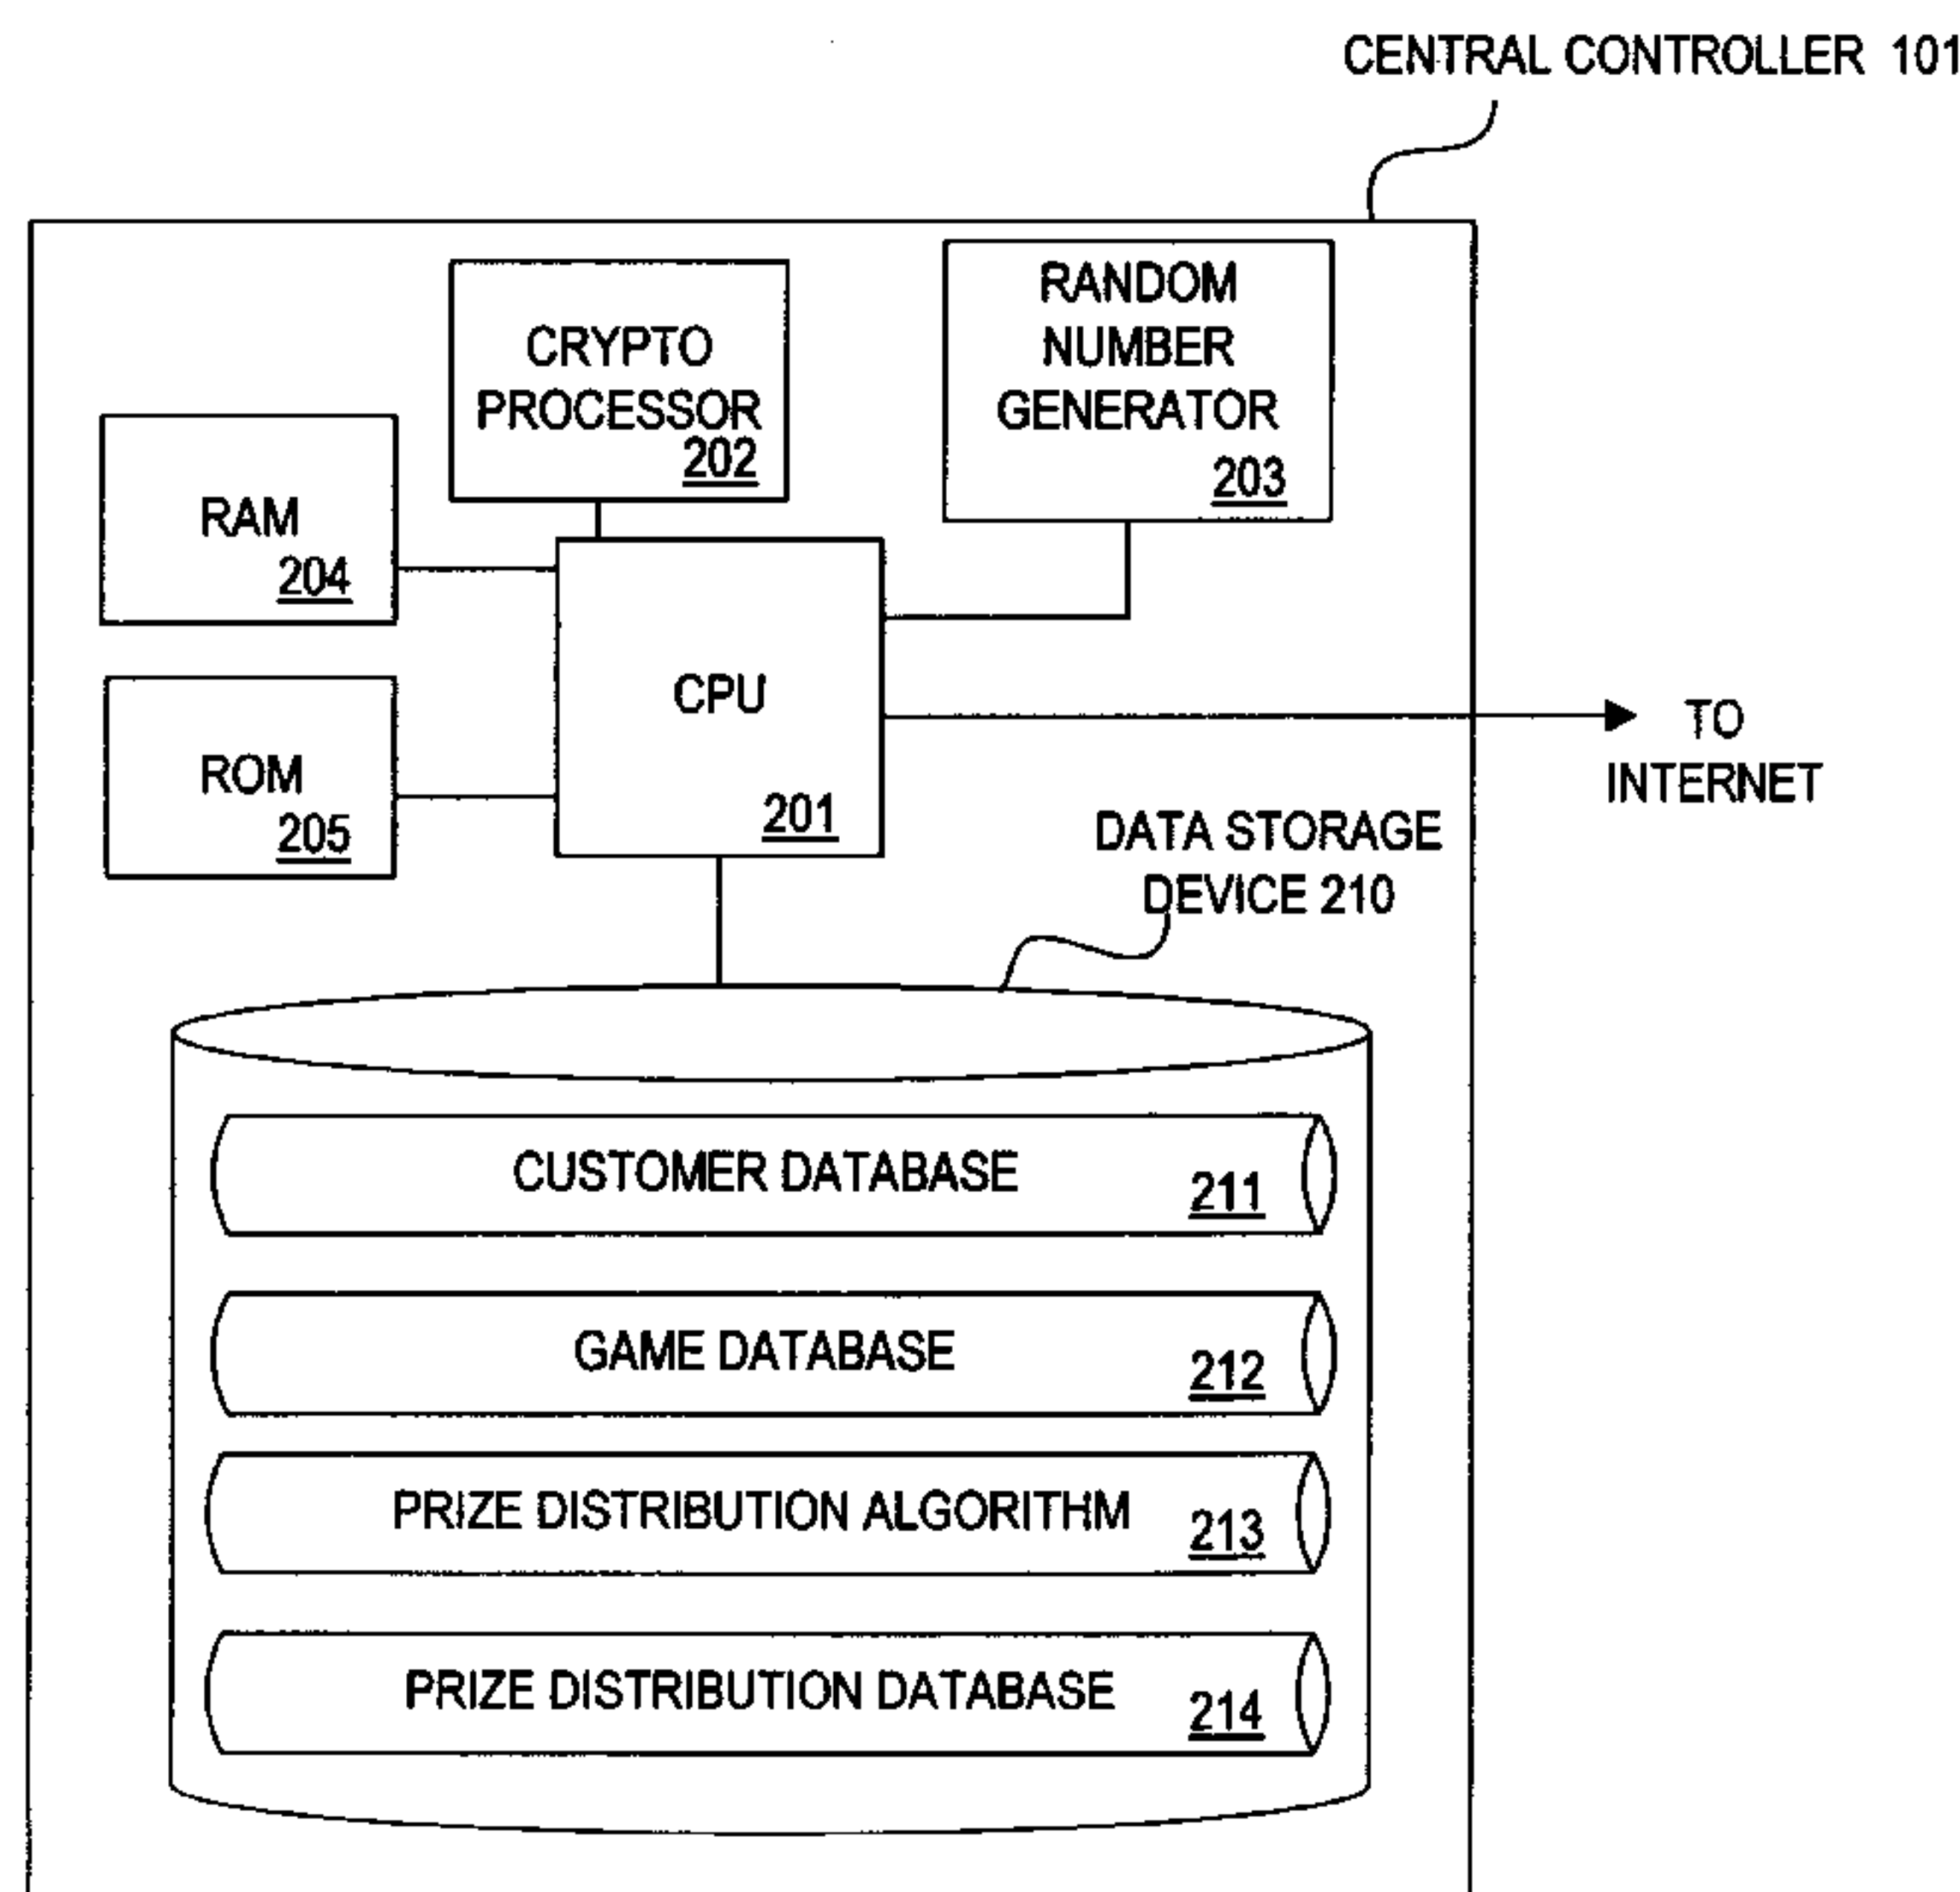 CENTRAL CONTROLLER 101
CRYPTO
PROCESSOR
202
RANDOM
NUMBER
GENERATOR
203
RAM
204
CPU
201
ROM
205
TO
INTERNET
DATA STORAGE
DEVICE 210
CUSTOMER DATABASE 211
GAME DATABASE 212
PRIZE DISTRIBUTION ALGORITHM 213
PRIZE DISTRIBUTION DATABASE 214